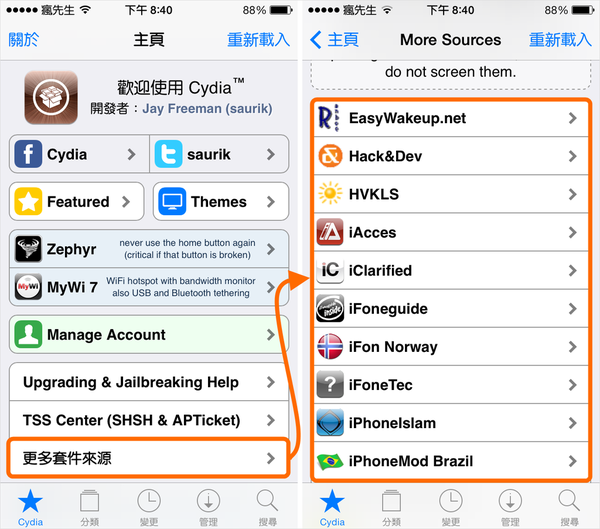 瘋先生 下午 8:40 88%
關於 主頁 重新載入
歡迎使用 Cydia™
開發者：Jay Freeman (saurik)
Cydia saurik
Featured Themes
Zephyr never use the home button again
(critical if that button is broken)
MyWi MyWi 7 WiFi hotspot with bandwidth monitor
also USB and Bluetooth tethering
Manage Account
Upgrading & Jailbreaking Help
TSS Center (SHSH & APTicket)
更多套件來源
Cydia 分類 變更 管理 搜尋
瘋先生 下午 8:40 88%
主頁 More Sources 重新載入
do not screen them.
EasyWakeup.net
Hack&Dev
HVKLS
iAcces
iC iClarified
inside iFoneguide
iFon Norway
? iFoneTec
iPhoneIslam
iPhoneMod Brazil
Cydia 分類 變更 管理 搜尋